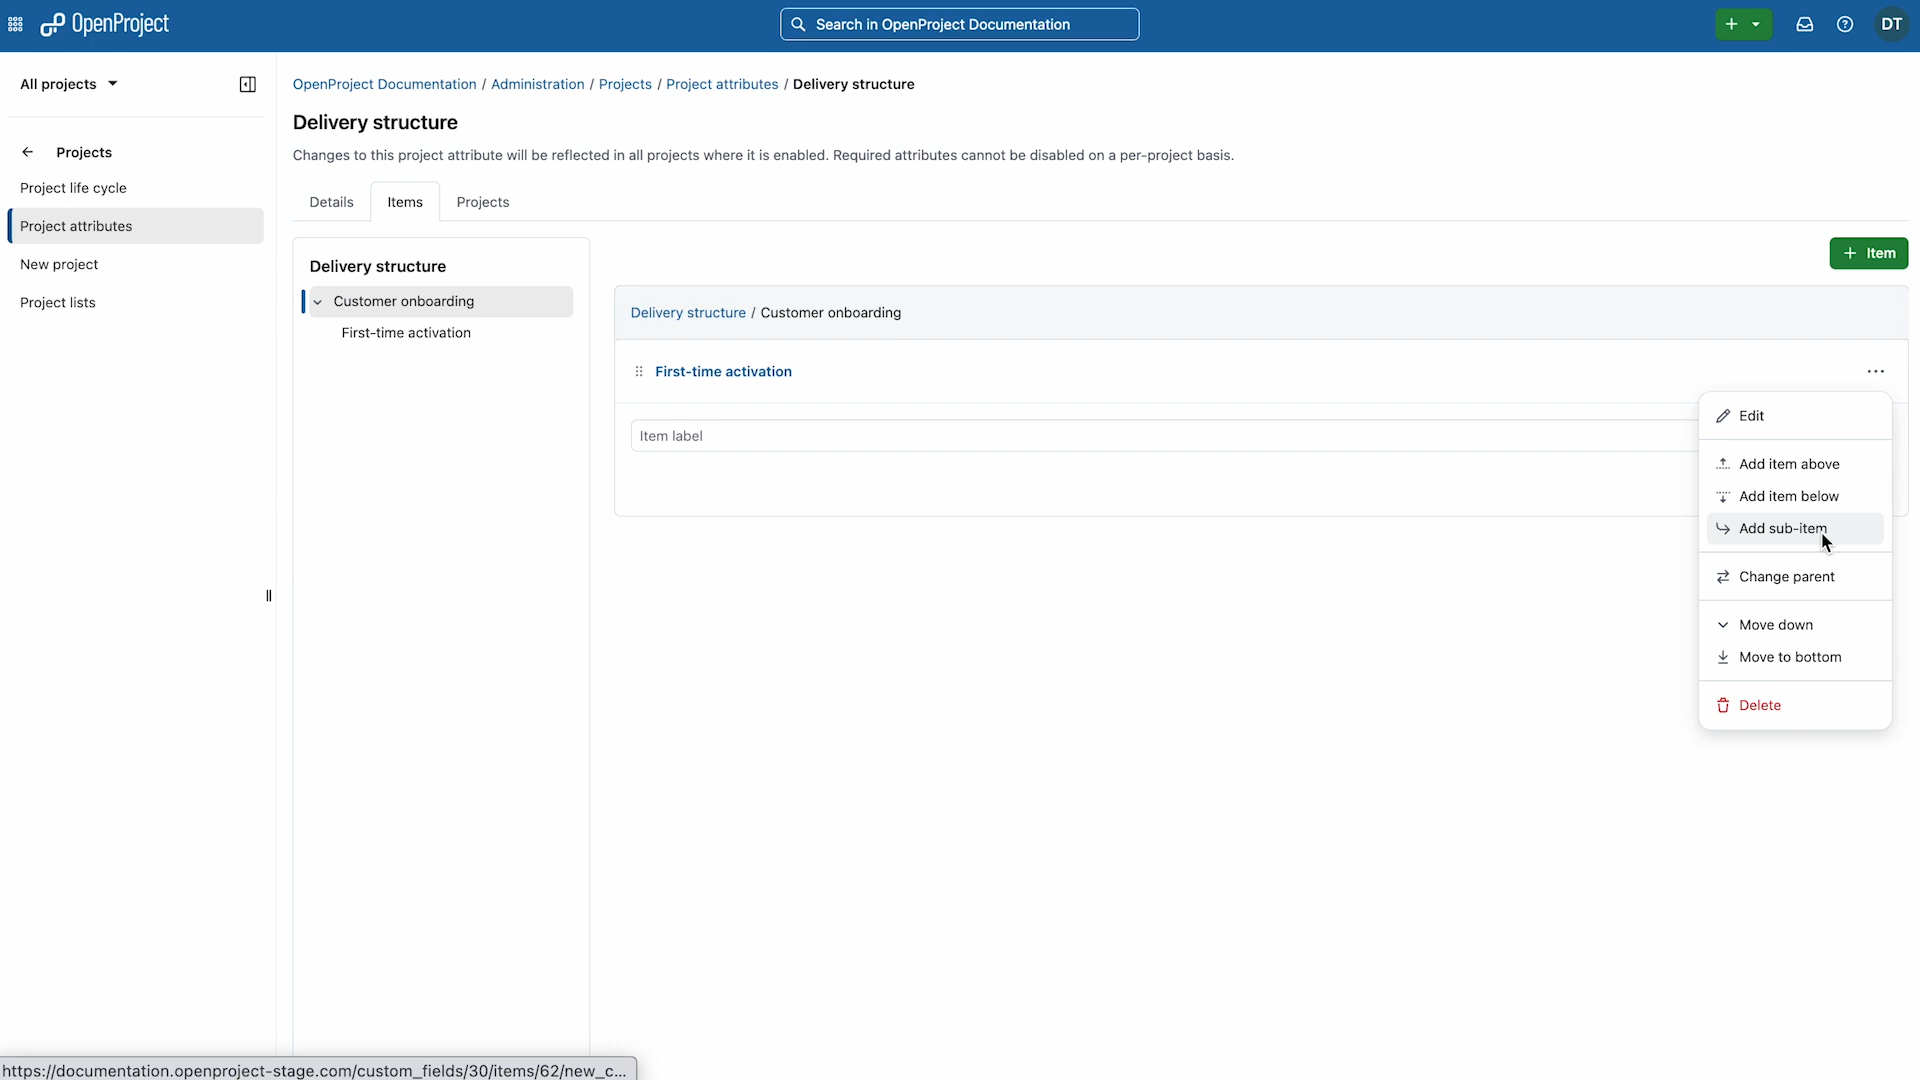 OpenProject
Search in OpenProject Documentation
DT
All projects
OpenProject Documentation / Administration / Projects / Project attributes / Delivery structure
Delivery structure
Changes to this project attribute will be reflected in all projects where it is enabled. Required attributes cannot be disabled on a per-project basis.
Projects
Project life cycle
Project attributes
New project
Project lists
Details
Items
Projects
Delivery structure
Customer onboarding
First-time activation
+ Item
Delivery structure / Customer onboarding
First-time activation
Item label
Edit
Add item above
Add item below
Add sub-item
Change parent
Move down
Move to bottom
Delete
https://documentation.openproject-stage.com/custom_fields/30/items/62/new_c...